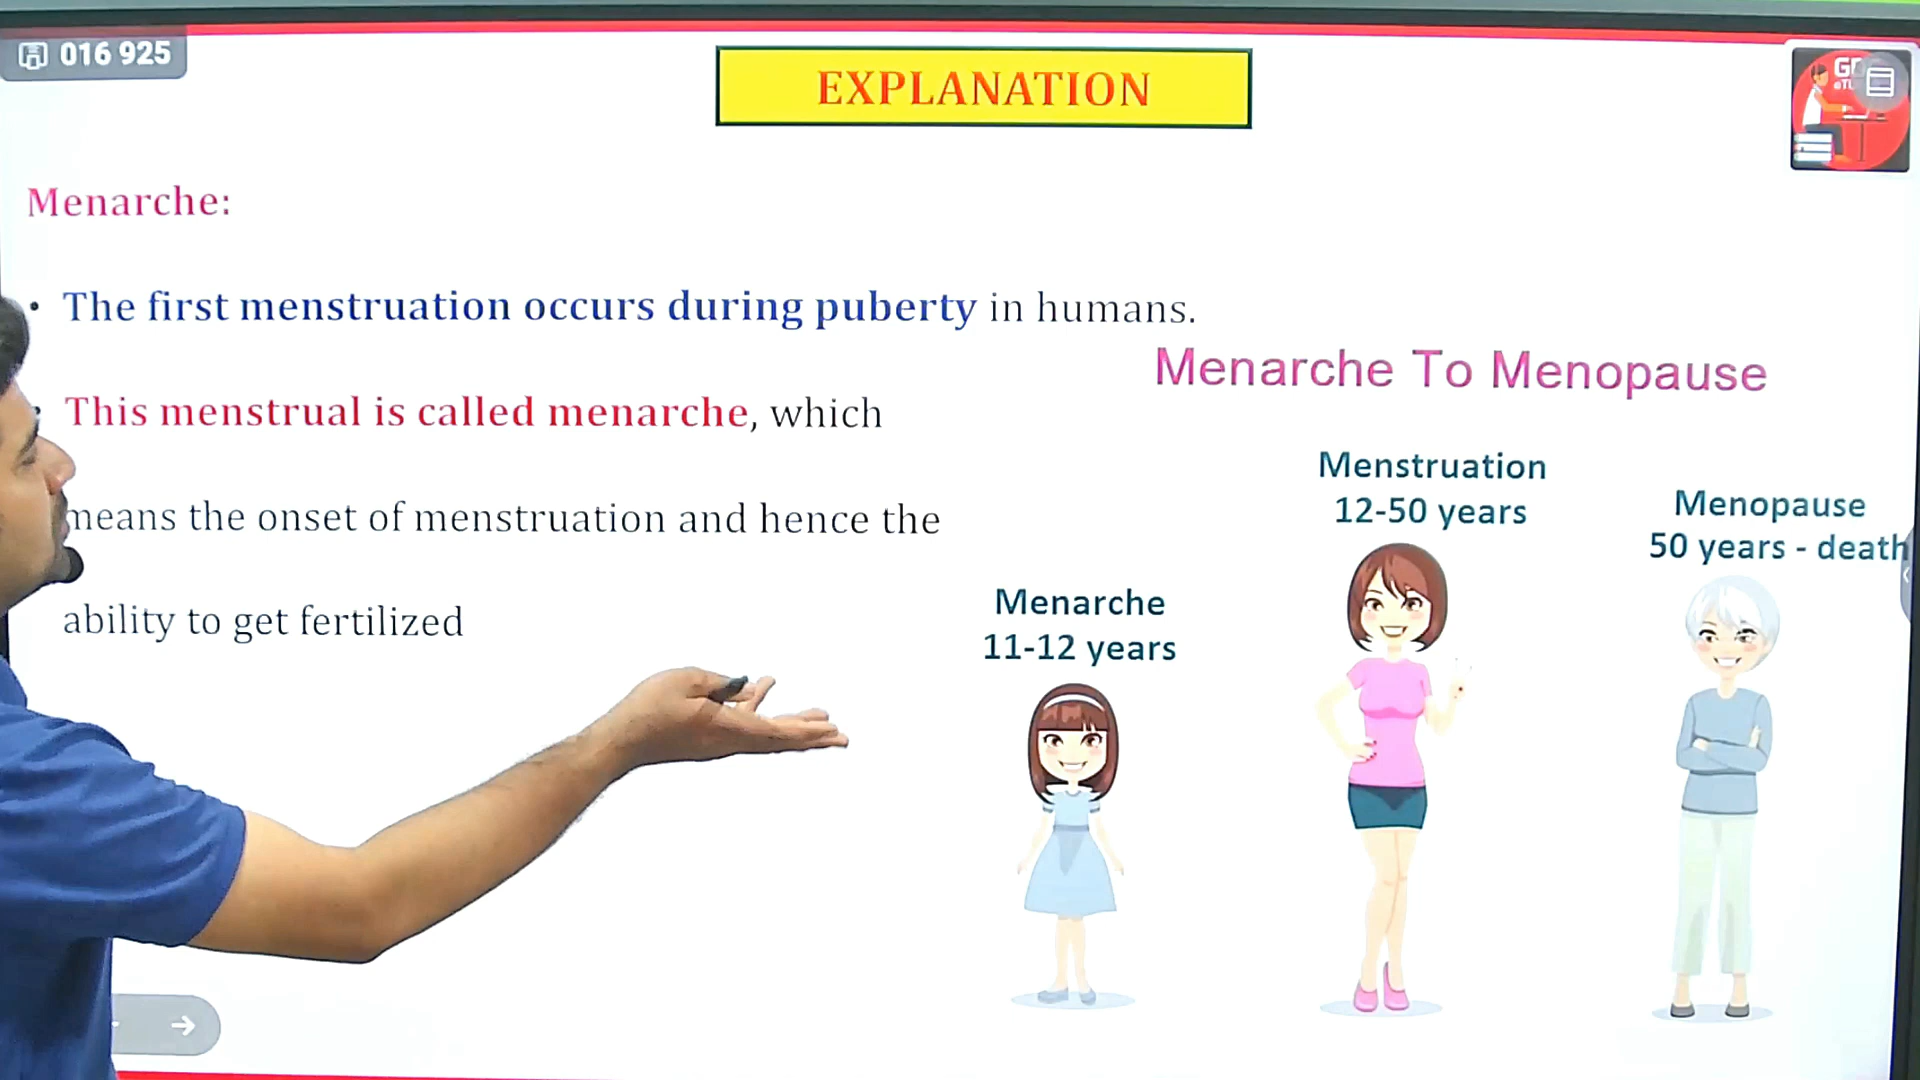 016 925
EXPLANATION
Menarche:
• The first menstruation occurs during puberty in humans.
• This menstrual is called menarche, which
means the onset of menstruation and hence the
ability to get fertilized
Menarche To Menopause
Menstruation
12-50 years
Menopause
50 years - death
Menarche
11-12 years